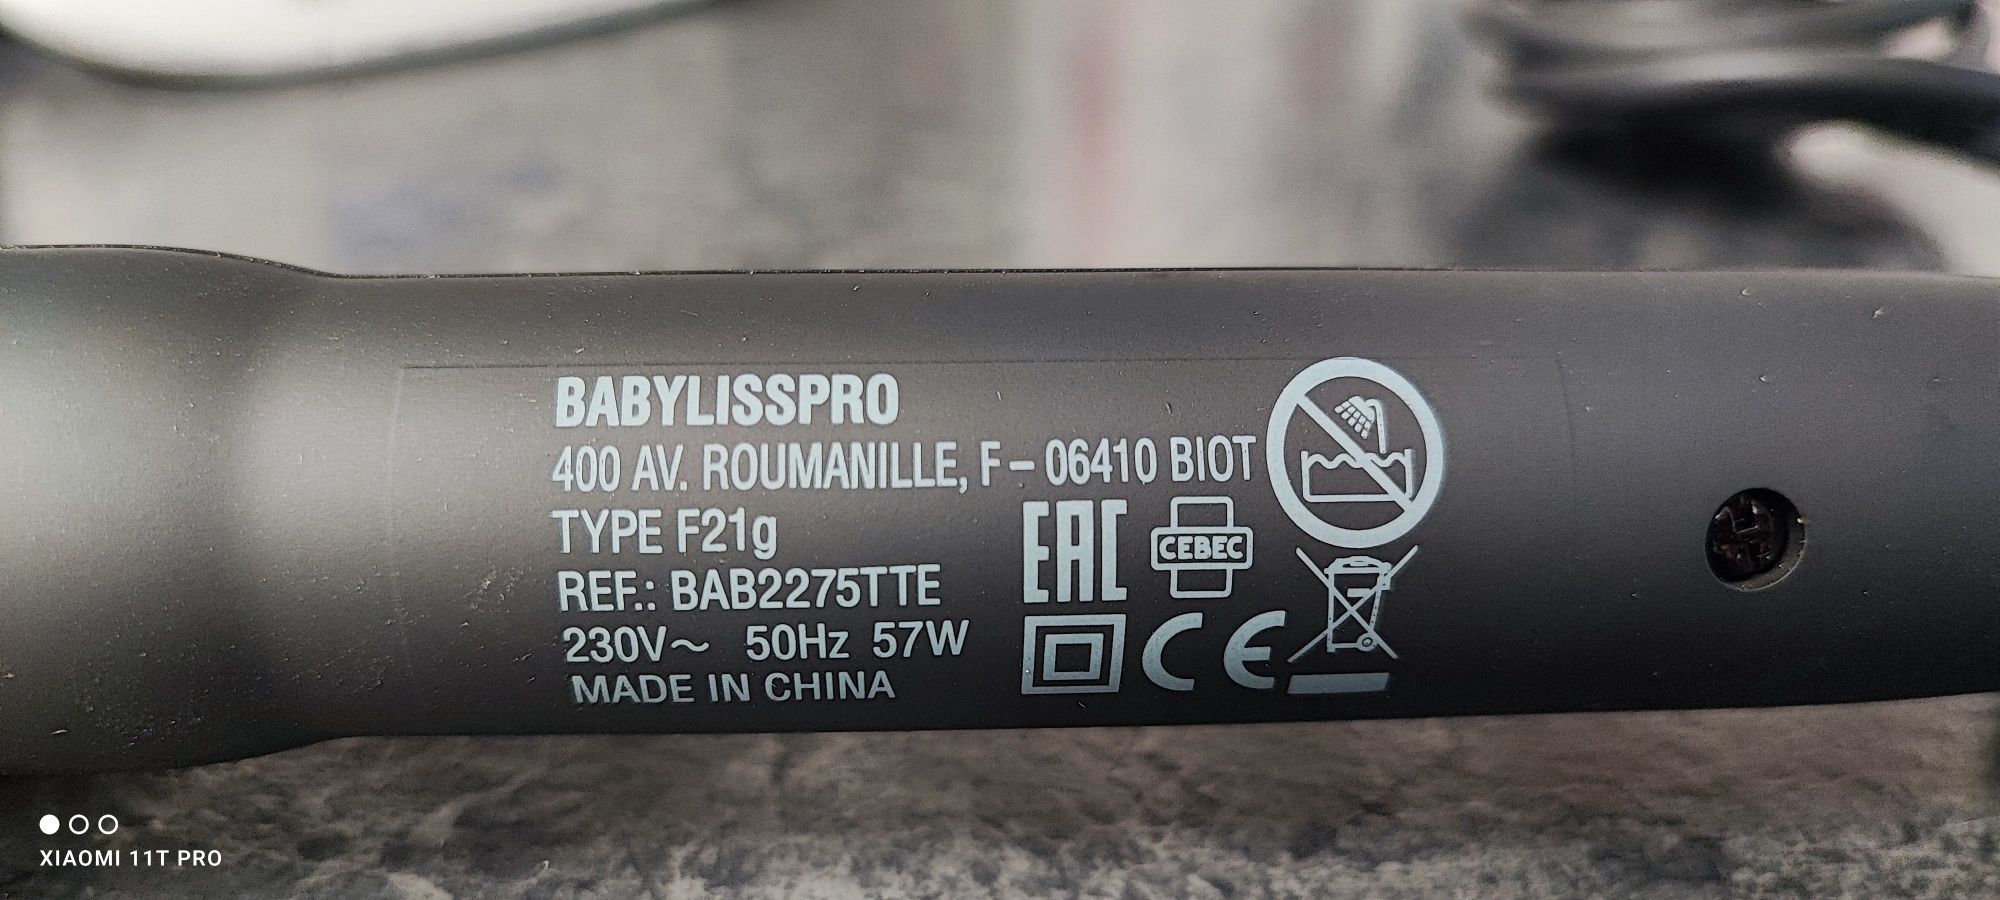 BABYLISSPRO
400 AV. ROUMANILLE, F – 06410 BIOT
TYPE F21g
REF.: BAB2275TTE
230V~ 50Hz 57W
MADE IN CHINA
EAC
CEBEC
CE
XIAOMI 11T PRO